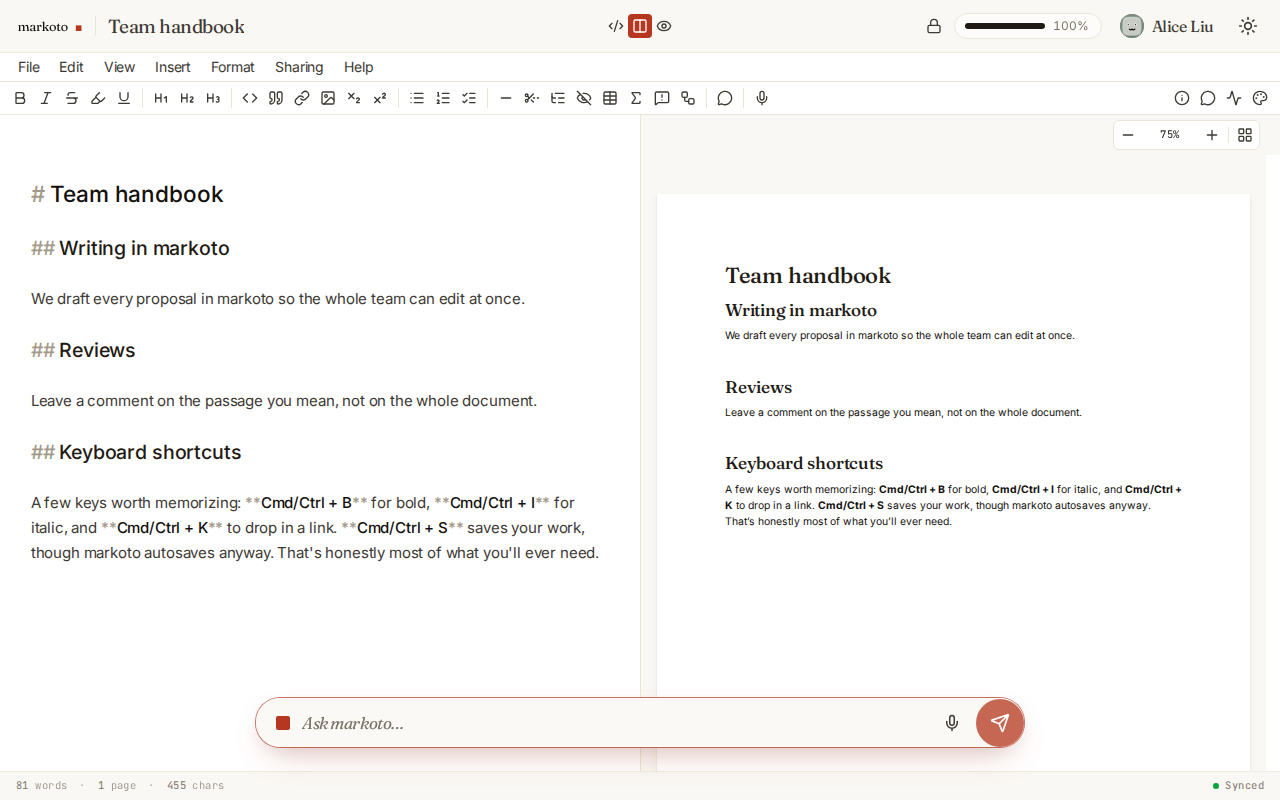 markoto
Team handbook
100%
Alice Liu
File Edit View Insert Format Sharing Help
H1 H2 H3
75%
# Team handbook
## Writing in markoto
We draft every proposal in markoto so the whole team can edit at once.
## Reviews
Leave a comment on the passage you mean, not on the whole document.
## Keyboard shortcuts
A few keys worth memorizing: **Cmd/Ctrl + B** for bold, **Cmd/Ctrl + I** for
italic, and **Cmd/Ctrl + K** to drop in a link. **Cmd/Ctrl + S** saves your work,
though markoto autosaves anyway. That's honestly most of what you'll ever need.
Team handbook
Writing in markoto
We draft every proposal in markoto so the whole team can edit at once.
Reviews
Leave a comment on the passage you mean, not on the whole document.
Keyboard shortcuts
A few keys worth memorizing: Cmd/Ctrl + B for bold, Cmd/Ctrl + I for italic, and Cmd/Ctrl +
K to drop in a link. Cmd/Ctrl + S saves your work, though markoto autosaves anyway.
That's honestly most of what you'll ever need.
Ask markoto...
81 words · 1 page · 455 chars
Synced